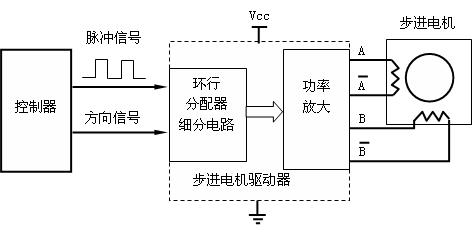 Vcc
步进电机
脉冲信号
控制器
方向信号
环行
分配器
细分电路
功率
放大
A
A̅
B
B̅
步进电机驱动器